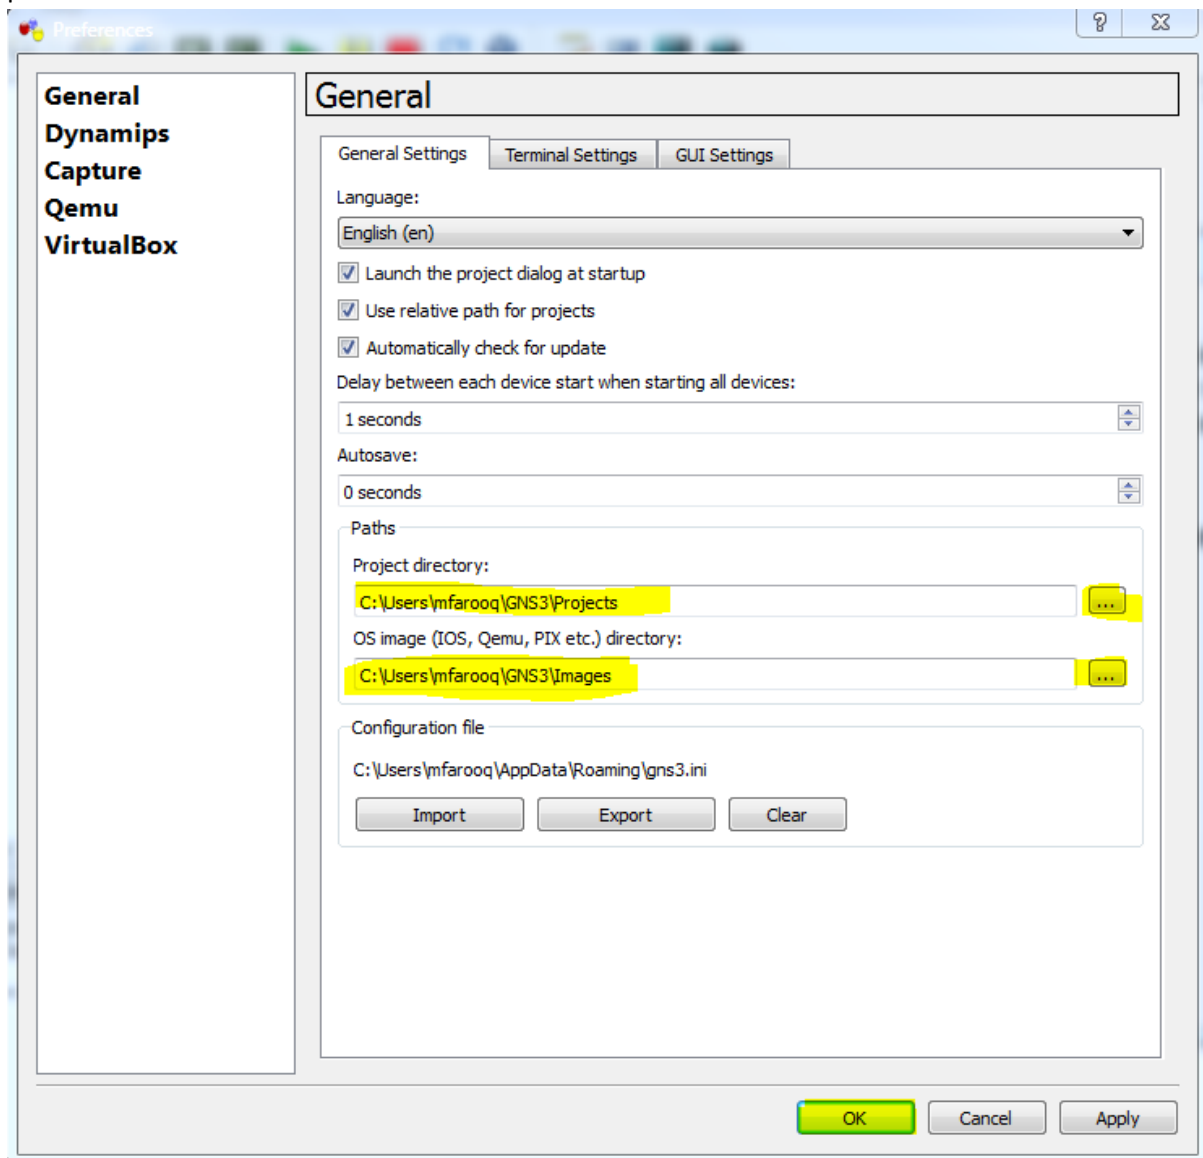 Preferences
General
Dynamips
Capture
Qemu
VirtualBox
General
General Settings Terminal Settings GUI Settings
Language:
English (en)
Launch the project dialog at startup
Use relative path for projects
Automatically check for update
Delay between each device start when starting all devices:
1 seconds
Autosave:
0 seconds
Paths
Project directory:
C:\Users\mfarooq\GNS3\Projects ...
OS image (IOS, Qemu, PIX etc.) directory:
C:\Users\mfarooq\GNS3\Images ...
Configuration file
C:\Users\mfarooq\AppData\Roaming\gns3.ini
Import Export Clear
OK Cancel Apply